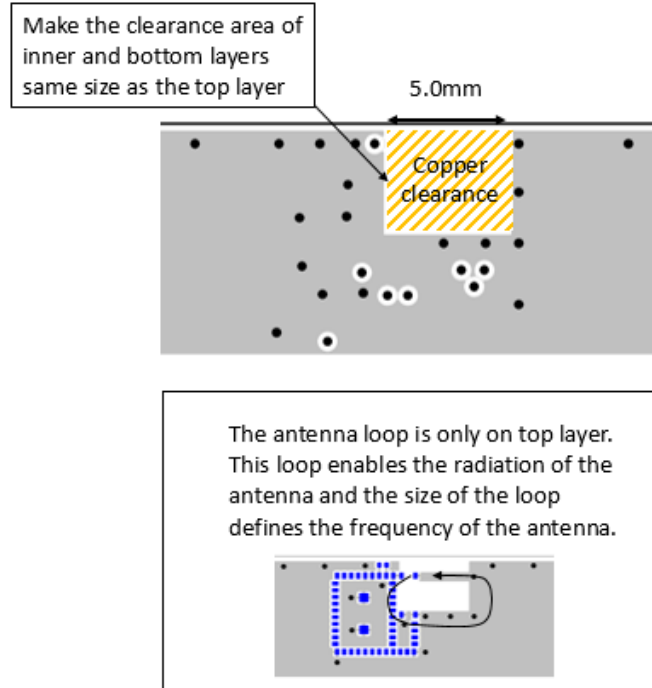 Make the clearance area of
inner and bottom layers
same size as the top layer
5.0mm
Copper
clearance
The antenna loop is only on top layer.
This loop enables the radiation of the
antenna and the size of the loop
defines the frequency of the antenna.